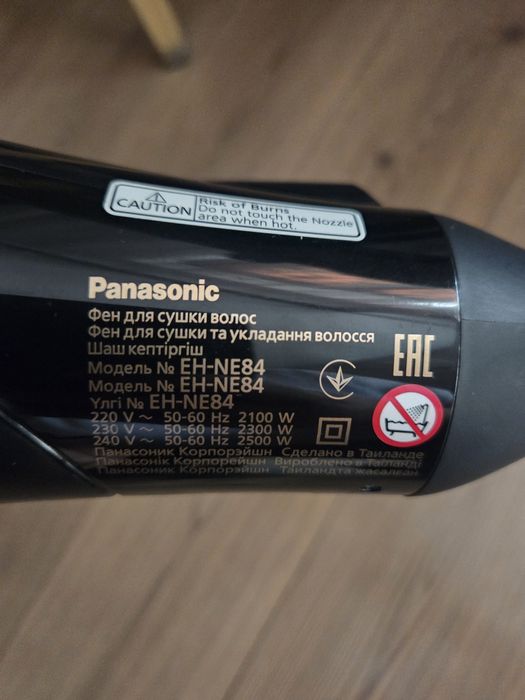 CAUTION
Risk of Burns
Do not touch the Nozzle
area when hot.
Panasonic
Фен для сушки волос
Фен для сушки та укладання волосся
Шаш кептіргіш
Модель № EH-NE84
Модель № EH-NE84
Үлгі № EH-NE84
220 V ~ 50-60 Hz 2100 W
230 V ~ 50-60 Hz 2300 W
240 V ~ 50-60 Hz 2500 W
Панасоник Корпорэйшн Сделано в Таиланде
Панасонік Корпорейшн Вироблено в Таїланді
Панасоник Корпорэйшн Таиландта жасалған
EAC